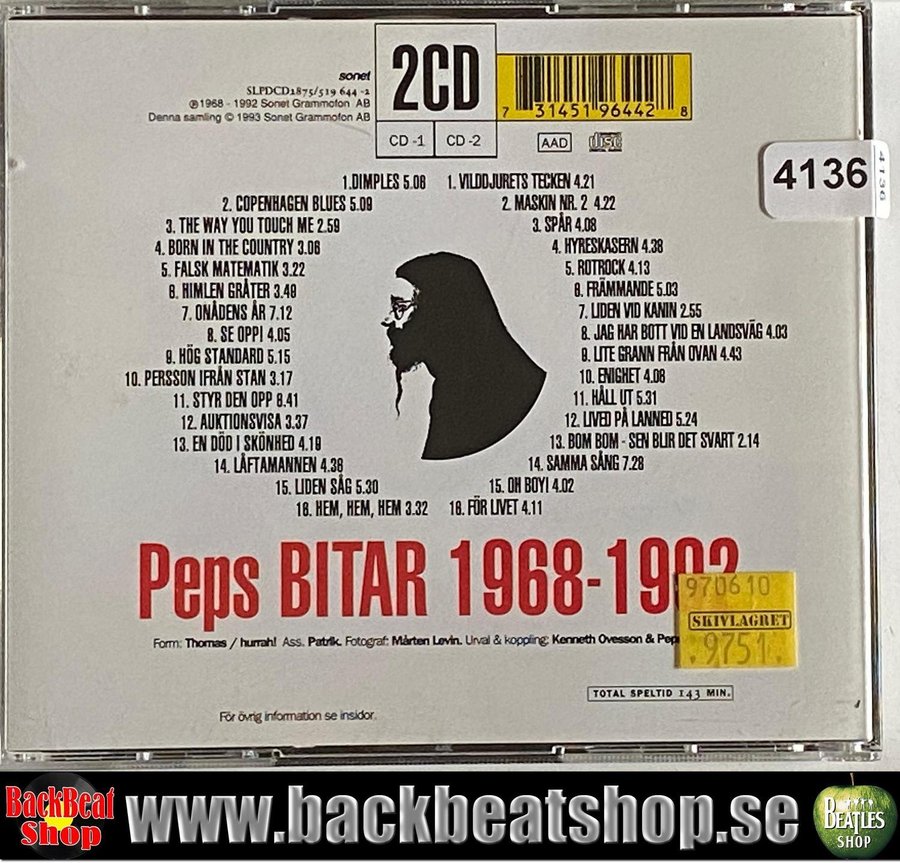 sonet
SLPDCD2875/519 644 -2
℗1968 - 1992 Sonet Grammofon AB
Denna samling © 1993 Sonet Grammofon AB
2CD
CD -1
CD -2
7 31451 96442 8
AAD
disc
4136
4136
1.DIMPLES 5.08
2. COPENHAGEN BLUES 5.09
3. THE WAY YOU TOUCH ME 2.59
4. BORN IN THE COUNTRY 3.06
5. FALSK MATEMATIK 3.22
6. HIMLEN GRÅTER 3.49
7. ONÅDENS ÅR 7.12
8. SE OPP! 4.05
9. HÖG STANDARD 5.15
10. PERSSON IFRÅN STAN 3.17
11. STYR DEN OPP 8.41
12. AUKTIONSVISA 3.37
13. EN DÖD I SKÖNHED 4.19
14. LÅFTAMANNEN 4.36
15. LIDEN SÅG 5.30
16. HEM, HEM, HEM 3.32
1. VILDDJURETS TECKEN 4.21
2. MASKIN NR. 2 4.22
3. SPÅR 4.08
4. HYRESKASERN 4.38
5. ROTROCK 4.13
6. FRÄMMANDE 5.03
7. LIDEN VID KANIN 2.55
8. JAG HAR BOTT VID EN LANDSVÄG 4.03
9. LITE GRANN FRÅN OVAN 4.43
10. ENIGHET 4.08
11. HÅLL UT 5.31
12. LIVED PÅ LANNED 5.24
13. BOM BOM - SEN BLIR DET SVART 2.14
14. SAMMA SÅNG 7.28
15. OH BOY! 4.02
16. FÖR LIVET 4.11
Peps BITAR 1968-1992
Form: Thomas / hurrah! Ass. Patrik. Fotograf: Mårten Levin. Urval & koppling: Kenneth Ovesson & Pep
970610
SKIVLAGRET
.9751.
TOTAL SPELTID 143 MIN.
För övrig information se insidor.
BackBeat
Shop
www.backbeatshop.se
BEATLES
SHOP